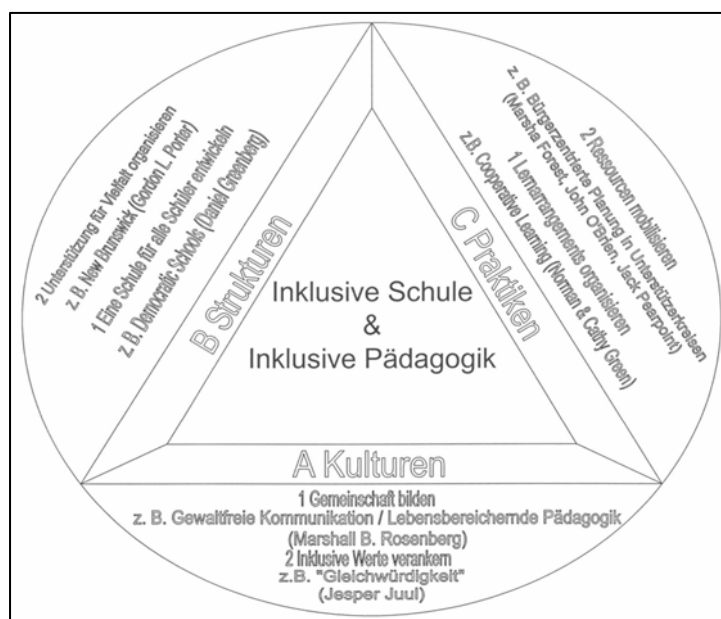 2 Unterstützung für Vielfalt organisieren
z. B. New Brunswick (Gordon L. Porter)
1 Eine Schule für alle Schüler entwickeln
z. B. Democratic Schools (Daniel Greenberg)
B Strukturen
2 Ressourcen mobilisieren
z. B. Bürgerzentrierte Planung in Unterstützerkreisen
(Marsha Forest, John O'Brien, Jack Pearpoint)
1 Lernarrangements organisieren
z.B. Cooperative Learning (Norman & Cathy Green)
C Praktiken
Inklusive Schule
&
Inklusive Pädagogik
A Kulturen
1 Gemeinschaft bilden
z. B. Gewaltfreie Kommunikation / Lebensbereichernde Pädagogik
(Marshall B. Rosenberg)
2 Inklusive Werte verankern
z.B. "Gleichwürdigkeit"
(Jesper Juul)